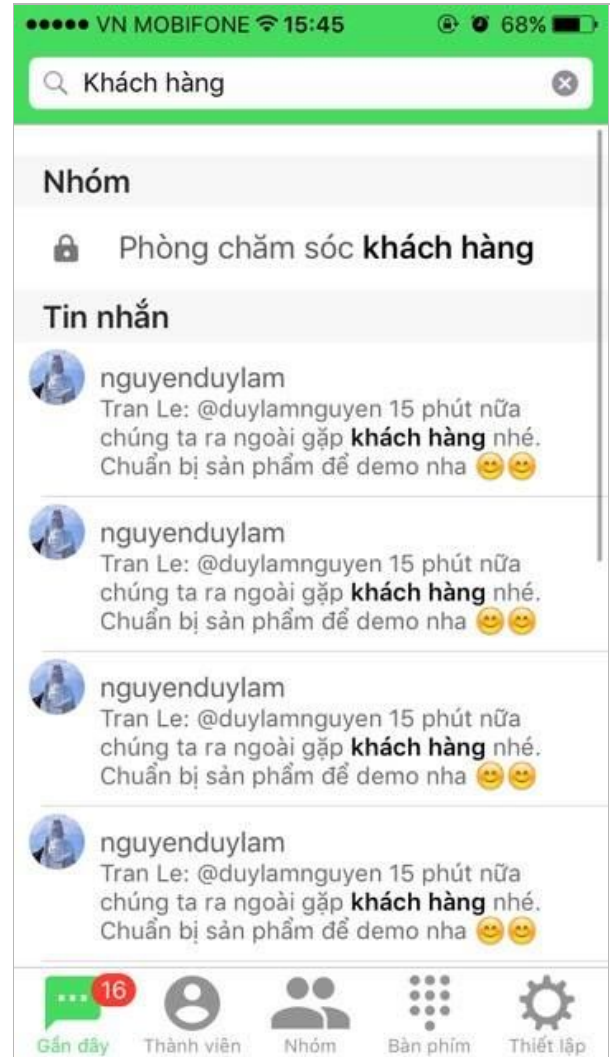 VN MOBIFONE 15:45 68%
Khách hàng
Nhóm
Phòng chăm sóc khách hàng
Tin nhắn
nguyenduylam
Tran Le: @duylamnguyen 15 phút nữa
chúng ta ra ngoài gặp khách hàng nhé.
Chuẩn bị sản phẩm để demo nha 😊😊
nguyenduylam
Tran Le: @duylamnguyen 15 phút nữa
chúng ta ra ngoài gặp khách hàng nhé.
Chuẩn bị sản phẩm để demo nha 😊😊
nguyenduylam
Tran Le: @duylamnguyen 15 phút nữa
chúng ta ra ngoài gặp khách hàng nhé.
Chuẩn bị sản phẩm để demo nha 😊😊
nguyenduylam
Tran Le: @duylamnguyen 15 phút nữa
chúng ta ra ngoài gặp khách hàng nhé.
Chuẩn bị sản phẩm để demo nha 😊😊
16
Gần đây Thành viên Nhóm Bàn phím Thiết lập